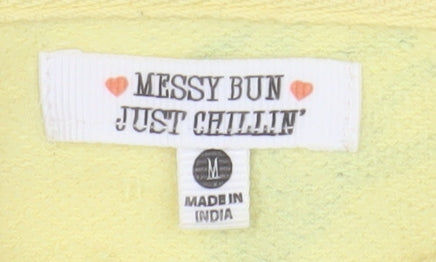 MESSY BUN
JUST CHILLIN'
M
MADE IN
INDIA